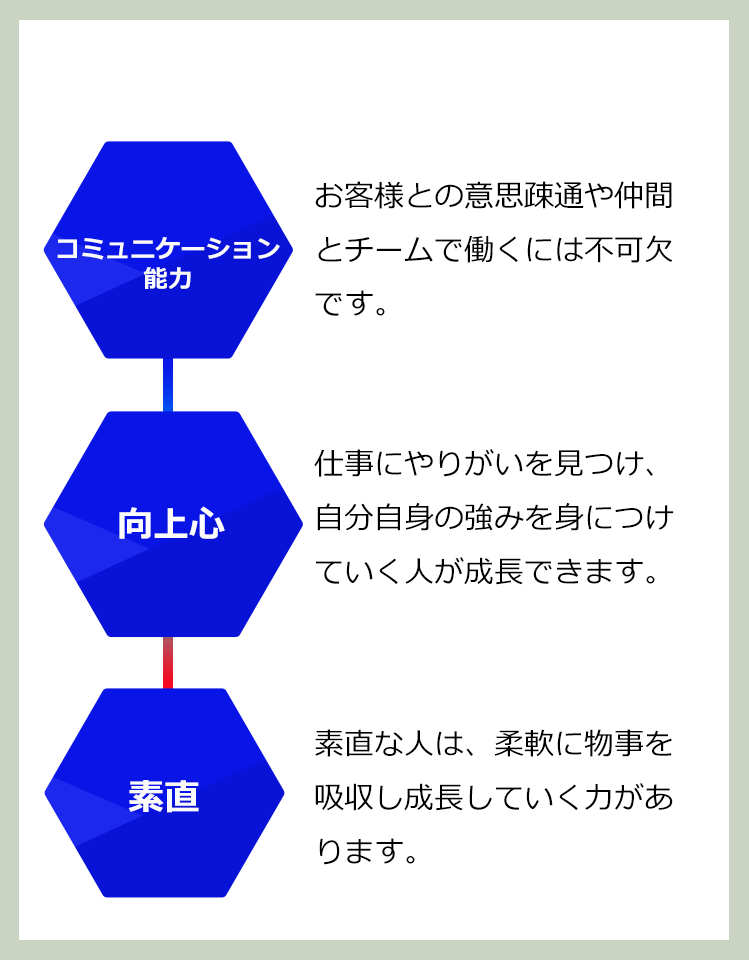 コミュニケーション
能力
お客様との意思疎通や仲間
とチームで働くには不可欠
です。
向上心
仕事にやりがいを見つけ、
自分自身の強みを身につけ
ていく人が成長できます。
素直
素直な人は、柔軟に物事を
吸収し成長していく力があ
ります。